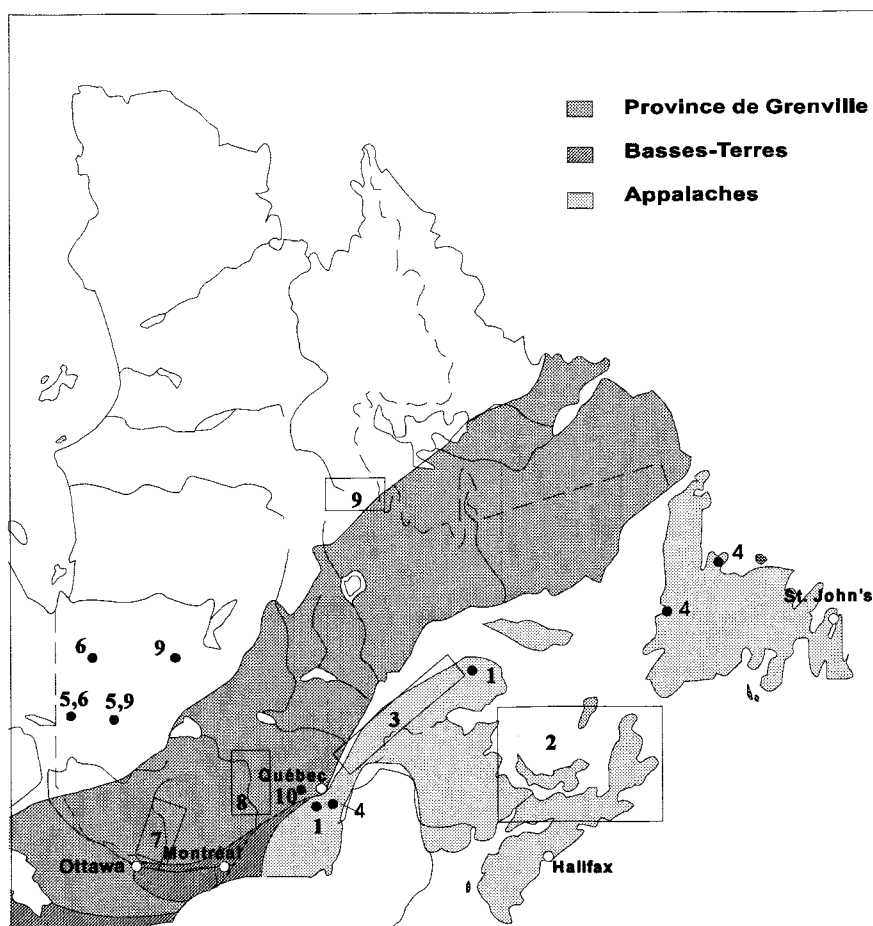 Province de Grenville
Basses-Terres
Appalaches
9
4
St. John's
4
6
9
1
5,6
5,9
3
2
Québec
10
8
1
4
7
Ottawa
Montréal
Halifax